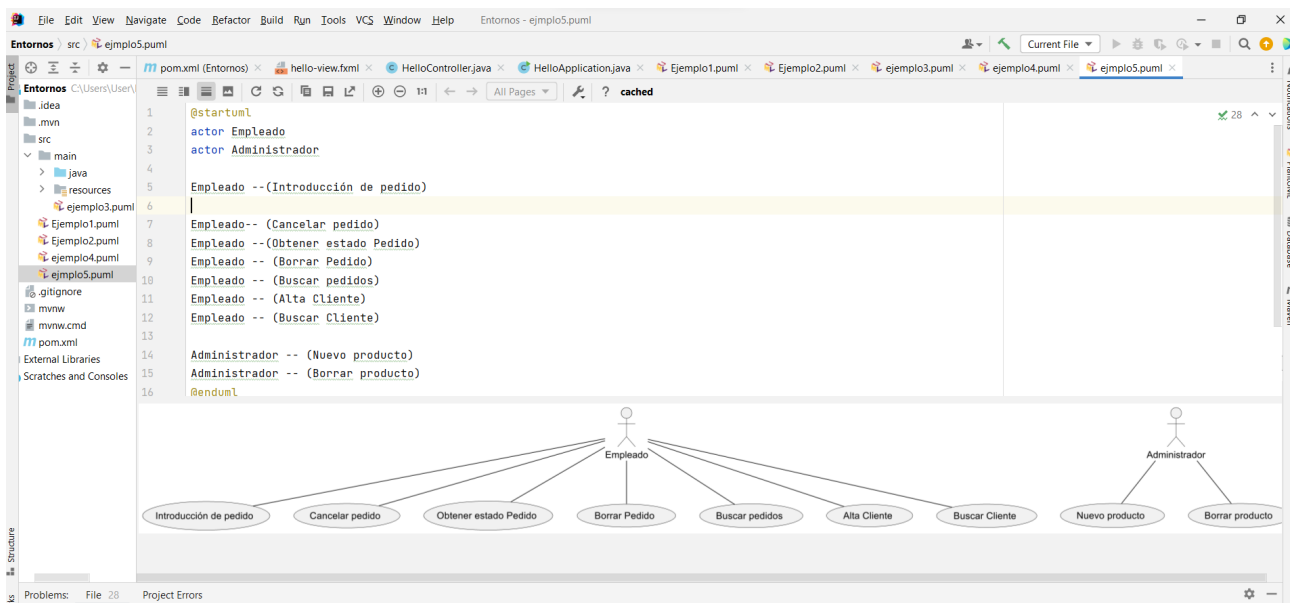 File Edit View Navigate Code Refactor Build Run Tools VCS Window Help Entornos - ejmplo5.puml
Entornos src ejmplo5.puml Current File
pom.xml (Entornos) hello-view.fxml HelloController.java HelloApplication.java Ejemplo1.puml Ejemplo2.puml ejemplo3.puml ejemplo4.puml ejmplo5.puml
Project
Entornos C:\Users\User\
.idea
.mvn
src
main
java
resources
ejemplo3.puml
Ejemplo1.puml
Ejemplo2.puml
ejemplo4.puml
ejmplo5.puml
.gitignore
mvnw
mvnw.cmd
pom.xml
External Libraries
Scratches and Consoles
1:1 All Pages ? cached
28
1 @startuml
2 actor Empleado
3 actor Administrador
4
5 Empleado --(Introducción de pedido)
6
7 Empleado-- (Cancelar pedido)
8 Empleado --(Obtener estado Pedido)
9 Empleado -- (Borrar Pedido)
10 Empleado -- (Buscar pedidos)
11 Empleado -- (Alta Cliente)
12 Empleado -- (Buscar Cliente)
13
14 Administrador -- (Nuevo producto)
15 Administrador -- (Borrar producto)
16 @enduml
Notifications
PlantUML
Database
Maven
Empleado Administrador
Introducción de pedido Cancelar pedido Obtener estado Pedido Borrar Pedido Buscar pedidos Alta Cliente Buscar Cliente Nuevo producto Borrar producto
Structure
Problems: File 28 Project Errors